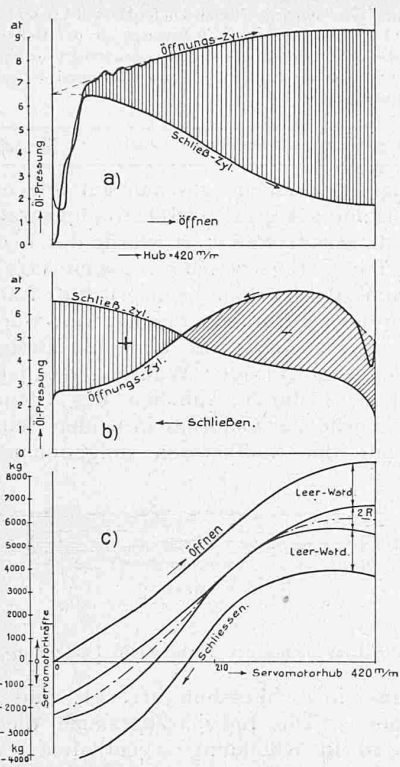 at
9
8
7
6
5
4
3
2
1
0
Öl-Pressung
Öffnungs-Zyl.
Schließ-Zyl.
a)
Öffnen
Hub=420 m/m
at
7
6
5
4
3
2
1
0
Öl-Pressung
Schließ-Zyl.
+
-
Öffnungs-Zyl.
b)
Schließen.
kg
8000
7000
6000
5000
4000
3000
2000
1000
0
-1000
-2000
-3000
kg
-4000
Servomotorkräfte
- 0 +
c)
Öffnen
Leer-Wstd.
2R
Leer-Wstd.
Schliessen.
0
210
420 m/m
Servomotorhub